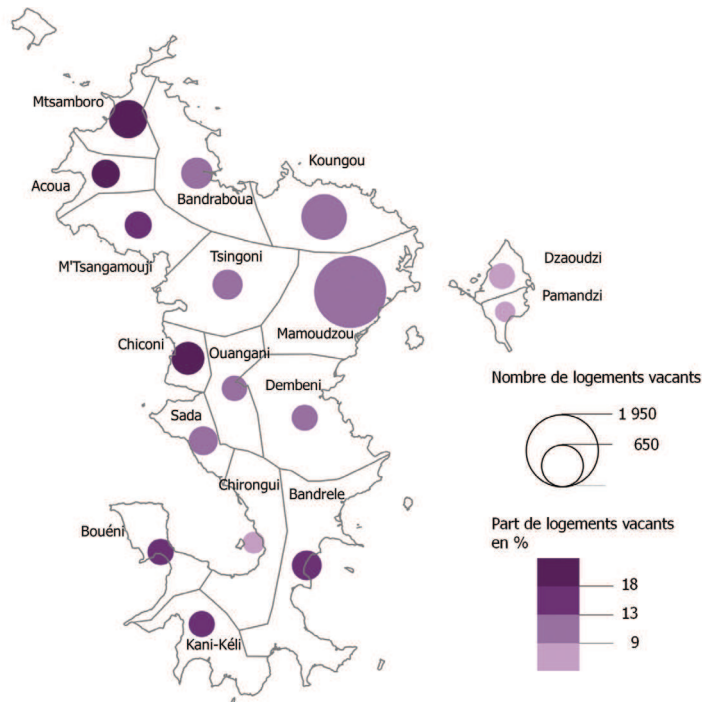 Mtsamboro
Koungou
Acoua
Bandraboua
M'Tsangamouji
Tsingoni
Dzaoudzi
Pamandzi
Mamoudzou
Chiconi
Ouangani
Dembeni
Sada
Chirongui
Bandrele
Bouéni
Kani-Kéli
Nombre de logements vacants
1 950
650
Part de logements vacants
en %
18
13
9